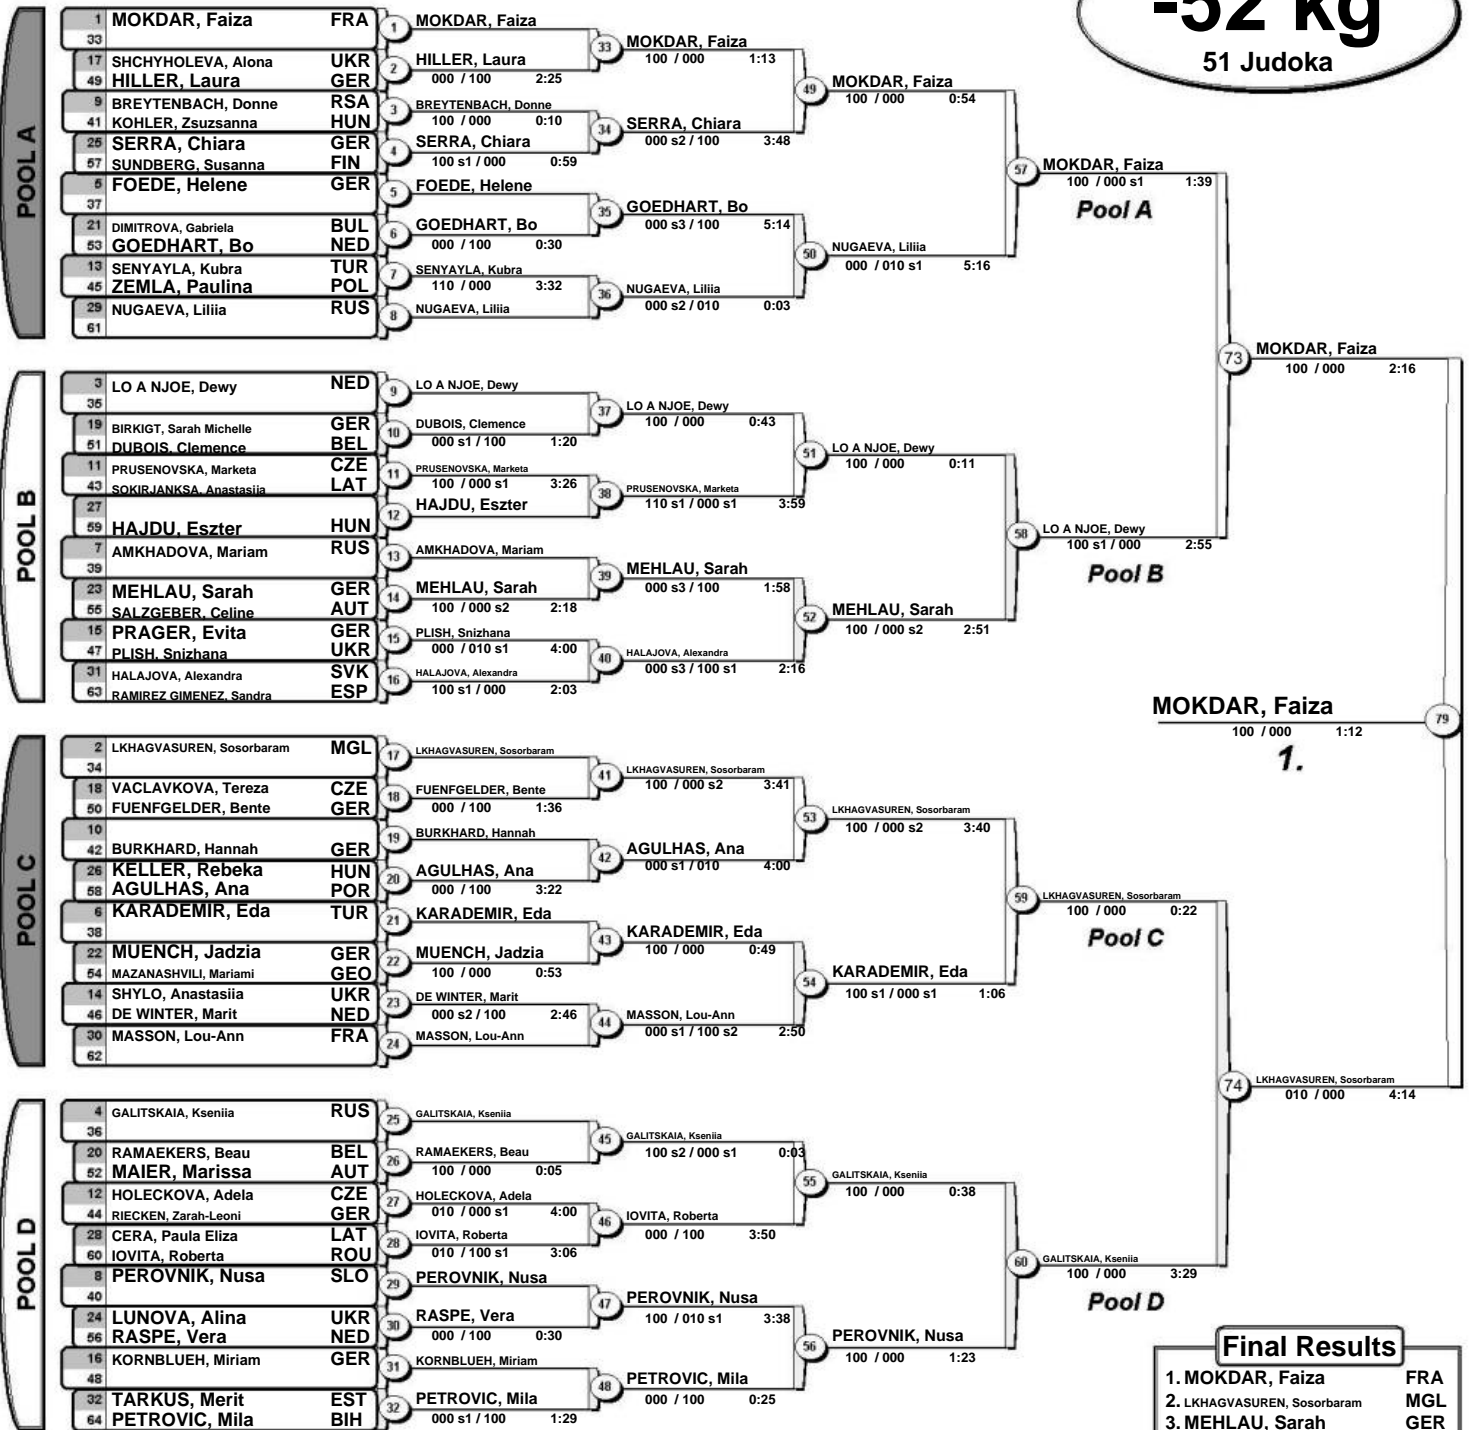 -52 kg
51 Judoka
POOL A
1 MOKDAR, Faiza FRA
33
17 SHCHYHOLEVA, Alona UKR
49 HILLER, Laura GER
9 BREYTENBACH, Donne RSA
41 KOHLER, Zsuzsanna HUN
25 SERRA, Chiara GER
57 SUNDBERG, Susanna FIN
5 FOEDE, Helene GER
37
21 DIMITROVA, Gabriela BUL
53 GOEDHART, Bo NED
13 SENYAYLA, Kubra TUR
45 ZEMLA, Paulina POL
29 NUGAEVA, Liliia RUS
61
1 MOKDAR, Faiza
2 HILLER, Laura
000 / 100 2:25
3 BREYTENBACH, Donne
100 / 000 0:10
4 SERRA, Chiara
100 s1 / 000 0:59
5 FOEDE, Helene
6 GOEDHART, Bo
000 / 100 0:30
7 SENYAYLA, Kubra
110 / 000 3:32
8 NUGAEVA, Liliia
33 MOKDAR, Faiza
100 / 000 1:13
34 SERRA, Chiara
000 s2 / 100 3:48
35 GOEDHART, Bo
000 s3 / 100 5:14
36 NUGAEVA, Liliia
000 s2 / 010 0:03
49 MOKDAR, Faiza
100 / 000 0:54
50 NUGAEVA, Liliia
000 / 010 s1 5:16
57 MOKDAR, Faiza
100 / 000 s1 1:39
Pool A
POOL B
3 LO A NJOE, Dewy NED
35
19 BIRKIGT, Sarah Michelle GER
51 DUBOIS, Clemence BEL
11 PRUSENOVSKA, Marketa CZE
43 SOKIRJANKSA, Anastasija LAT
27
59 HAJDU, Eszter HUN
7 AMKHADOVA, Mariam RUS
39
23 MEHLAU, Sarah GER
55 SALZGEBER, Celine AUT
15 PRAGER, Evita GER
47 PLISH, Snizhana UKR
31 HALAJOVA, Alexandra SVK
63 RAMIREZ GIMENEZ, Sandra ESP
9 LO A NJOE, Dewy
10 DUBOIS, Clemence
000 s1 / 100 1:20
11 PRUSENOVSKA, Marketa
100 / 000 s1 3:26
12 HAJDU, Eszter
13 AMKHADOVA, Mariam
14 MEHLAU, Sarah
100 / 000 s2 2:18
15 PLISH, Snizhana
000 / 010 s1 4:00
16 HALAJOVA, Alexandra
100 s1 / 000 2:03
37 LO A NJOE, Dewy
100 / 000 0:43
38 PRUSENOVSKA, Marketa
110 s1 / 000 s1 3:59
39 MEHLAU, Sarah
000 s3 / 100 1:58
40 HALAJOVA, Alexandra
000 s3 / 100 s1 2:16
51 LO A NJOE, Dewy
100 / 000 0:11
52 MEHLAU, Sarah
100 / 000 s2 2:51
58 LO A NJOE, Dewy
100 s1 / 000 2:55
Pool B
73 MOKDAR, Faiza
100 / 000 2:16
MOKDAR, Faiza 79
100 / 000 1:12
1.
POOL C
2 LKHAGVASUREN, Sosorbaram MGL
34
18 VACLAVKOVA, Tereza CZE
50 FUENFGELDER, Bente GER
10
42 BURKHARD, Hannah GER
26 KELLER, Rebeka HUN
58 AGULHAS, Ana POR
6 KARADEMIR, Eda TUR
38
22 MUENCH, Jadzia GER
54 MAZANASHVILI, Mariami GEO
14 SHYLO, Anastasiia UKR
46 DE WINTER, Marit NED
30 MASSON, Lou-Ann FRA
62
17 LKHAGVASUREN, Sosorbaram
18 FUENFGELDER, Bente
000 / 100 1:36
19 BURKHARD, Hannah
20 AGULHAS, Ana
000 / 100 3:22
21 KARADEMIR, Eda
22 MUENCH, Jadzia
100 / 000 0:53
23 DE WINTER, Marit
000 s2 / 100 2:46
24 MASSON, Lou-Ann
41 LKHAGVASUREN, Sosorbaram
100 / 000 s2 3:41
42 AGULHAS, Ana
000 s1 / 010 4:00
43 KARADEMIR, Eda
100 / 000 0:49
44 MASSON, Lou-Ann
000 s1 / 100 s2 2:50
53 LKHAGVASUREN, Sosorbaram
100 / 000 s2 3:40
54 KARADEMIR, Eda
100 s1 / 000 s1 1:06
59 LKHAGVASUREN, Sosorbaram
100 / 000 0:22
Pool C
74 LKHAGVASUREN, Sosorbaram
010 / 000 4:14
POOL D
4 GALITSKAIA, Kseniia RUS
36
20 RAMAEKERS, Beau BEL
52 MAIER, Marissa AUT
12 HOLECKOVA, Adela CZE
44 RIECKEN, Zarah-Leoni GER
28 CERA, Paula Eliza LAT
60 IOVITA, Roberta ROU
8 PEROVNIK, Nusa SLO
40
24 LUNOVA, Alina UKR
56 RASPE, Vera NED
16 KORNBLUEH, Miriam GER
48
32 TARKUS, Merit EST
64 PETROVIC, Mila BIH
25 GALITSKAIA, Kseniia
26 RAMAEKERS, Beau
100 / 000 0:05
27 HOLECKOVA, Adela
010 / 000 s1 4:00
28 IOVITA, Roberta
010 / 100 s1 3:06
29 PEROVNIK, Nusa
30 RASPE, Vera
000 / 100 0:30
31 KORNBLUEH, Miriam
32 PETROVIC, Mila
000 s1 / 100 1:29
45 GALITSKAIA, Kseniia
100 s2 / 000 s1 0:03
46 IOVITA, Roberta
000 / 100 3:50
47 PEROVNIK, Nusa
100 / 010 s1 3:38
48 PETROVIC, Mila
000 / 100 0:25
55 GALITSKAIA, Kseniia
100 / 000 0:38
56 PEROVNIK, Nusa
100 / 000 1:23
60 GALITSKAIA, Kseniia
100 / 000 3:29
Pool D
Final Results
1. MOKDAR, Faiza FRA
2. LKHAGVASUREN, Sosorbaram MGL
3. MEHLAU, Sarah GER